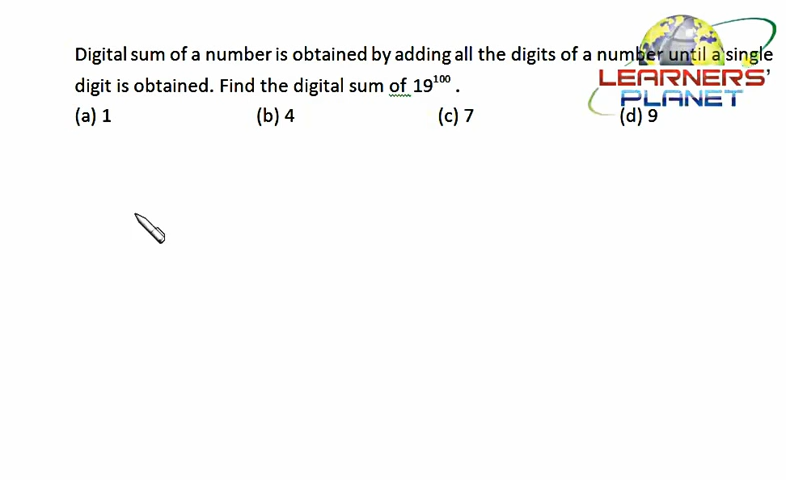 Digital sum of a number is obtained by adding all the digits of a number until a single
digit is obtained. Find the digital sum of 19¹⁰⁰ .
LEARNERS'
PLANET
(a) 1 (b) 4 (c) 7 (d) 9